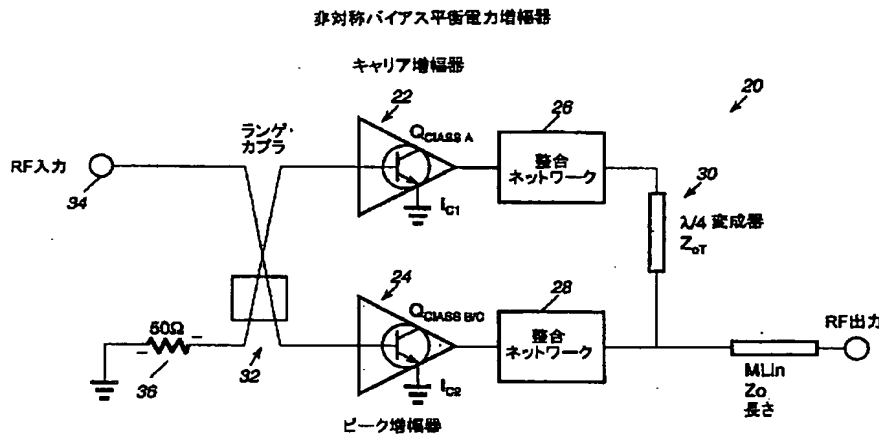 非対称バイアス平衡電力増幅器
キャリア増幅器
20
22
26
ランゲ・
カプラ
QCIASS A
RF入力
整合
ネットワーク
30
34
IC1
λ/4 変成器
ZOT
24
28
QCIASS B/C
50Ω
整合
ネットワーク
RF出力
36
32
IC2
MLin
Zo
長さ
ピーク増幅器